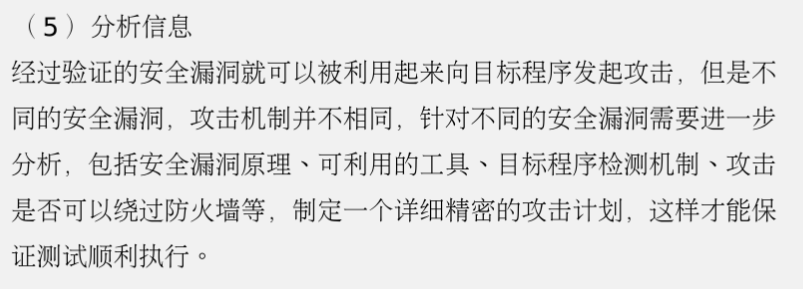 （5）分析信息
经过验证的安全漏洞就可以被利用起来向目标程序发起攻击，但是不
同的安全漏洞，攻击机制并不相同，针对不同的安全漏洞需要进一步
分析，包括安全漏洞原理、可利用的工具、目标程序检测机制、攻击
是否可以绕过防火墙等，制定一个详细精密的攻击计划，这样才能保
证测试顺利执行。